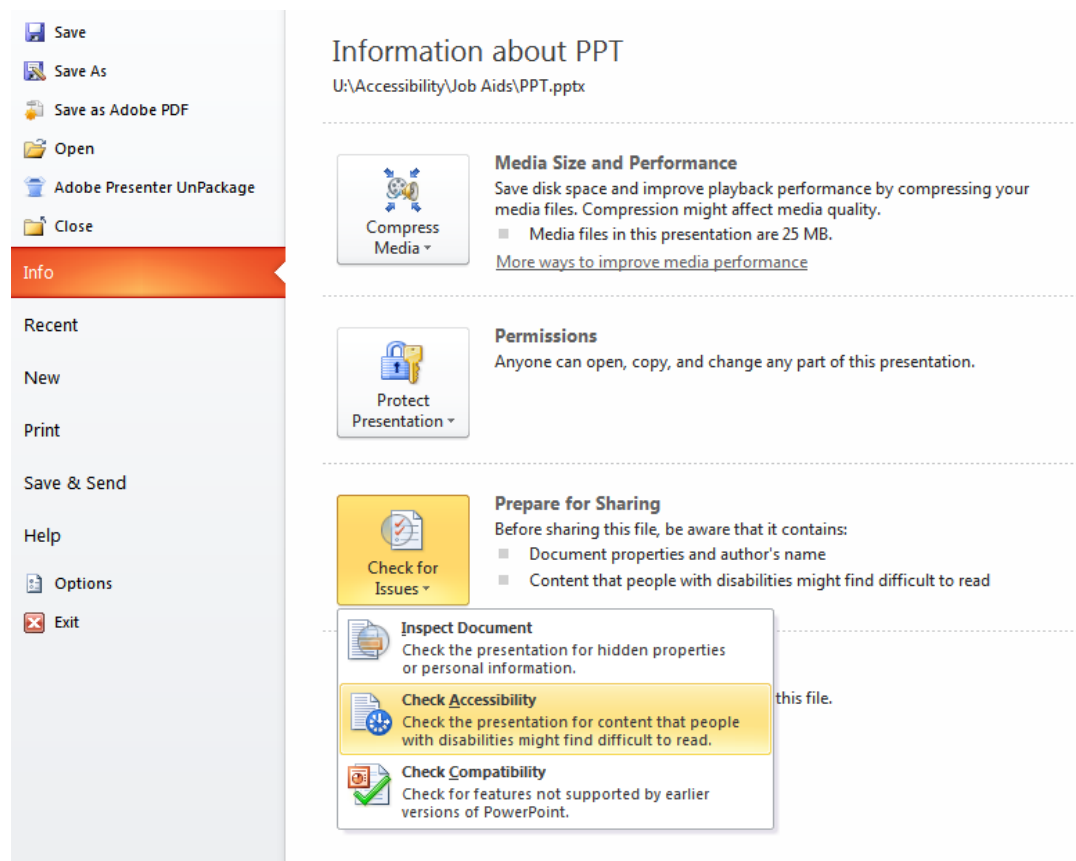 Save
Save As
Save as Adobe PDF
Open
Adobe Presenter UnPackage
Close
Info
Recent
New
Print
Save & Send
Help
Options
Exit
Information about PPT
U:\Accessibility\Job Aids\PPT.pptx
Compress
Media
Media Size and Performance
Save disk space and improve playback performance by compressing your
media files. Compression might affect media quality.
Media files in this presentation are 25 MB.
More ways to improve media performance
Protect
Presentation
Permissions
Anyone can open, copy, and change any part of this presentation.
Check for
Issues
Prepare for Sharing
Before sharing this file, be aware that it contains:
Document properties and author's name
Content that people with disabilities might find difficult to read
Inspect Document
Check the presentation for hidden properties
or personal information.
Check Accessibility
Check the presentation for content that people
with disabilities might find difficult to read.
this file.
Check Compatibility
Check for features not supported by earlier
versions of PowerPoint.